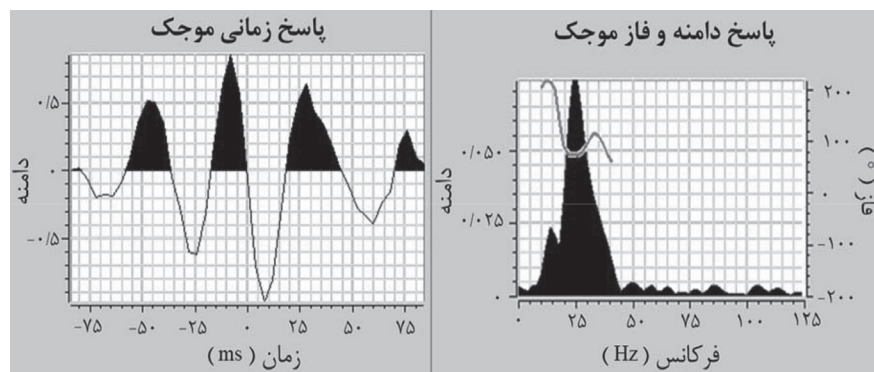 پاسخ زمانی موجک
۰/۵
۰
-۰/۵
دامنه
-۷۵ -۵۰ -۲۵ ۰ ۲۵ ۵۰ ۷۵
زمان (ms)
پاسخ دامنه و فاز موجک
۰/۰۵۰
۰/۰۲۵
۰
دامنه
۲۰۰
۱۰۰
۰
-۱۰۰
-۲۰۰
فاز (°)
۰ ۲۵ ۵۰ ۷۵ ۱۰۰ ۱۲۵
فرکانس (Hz)